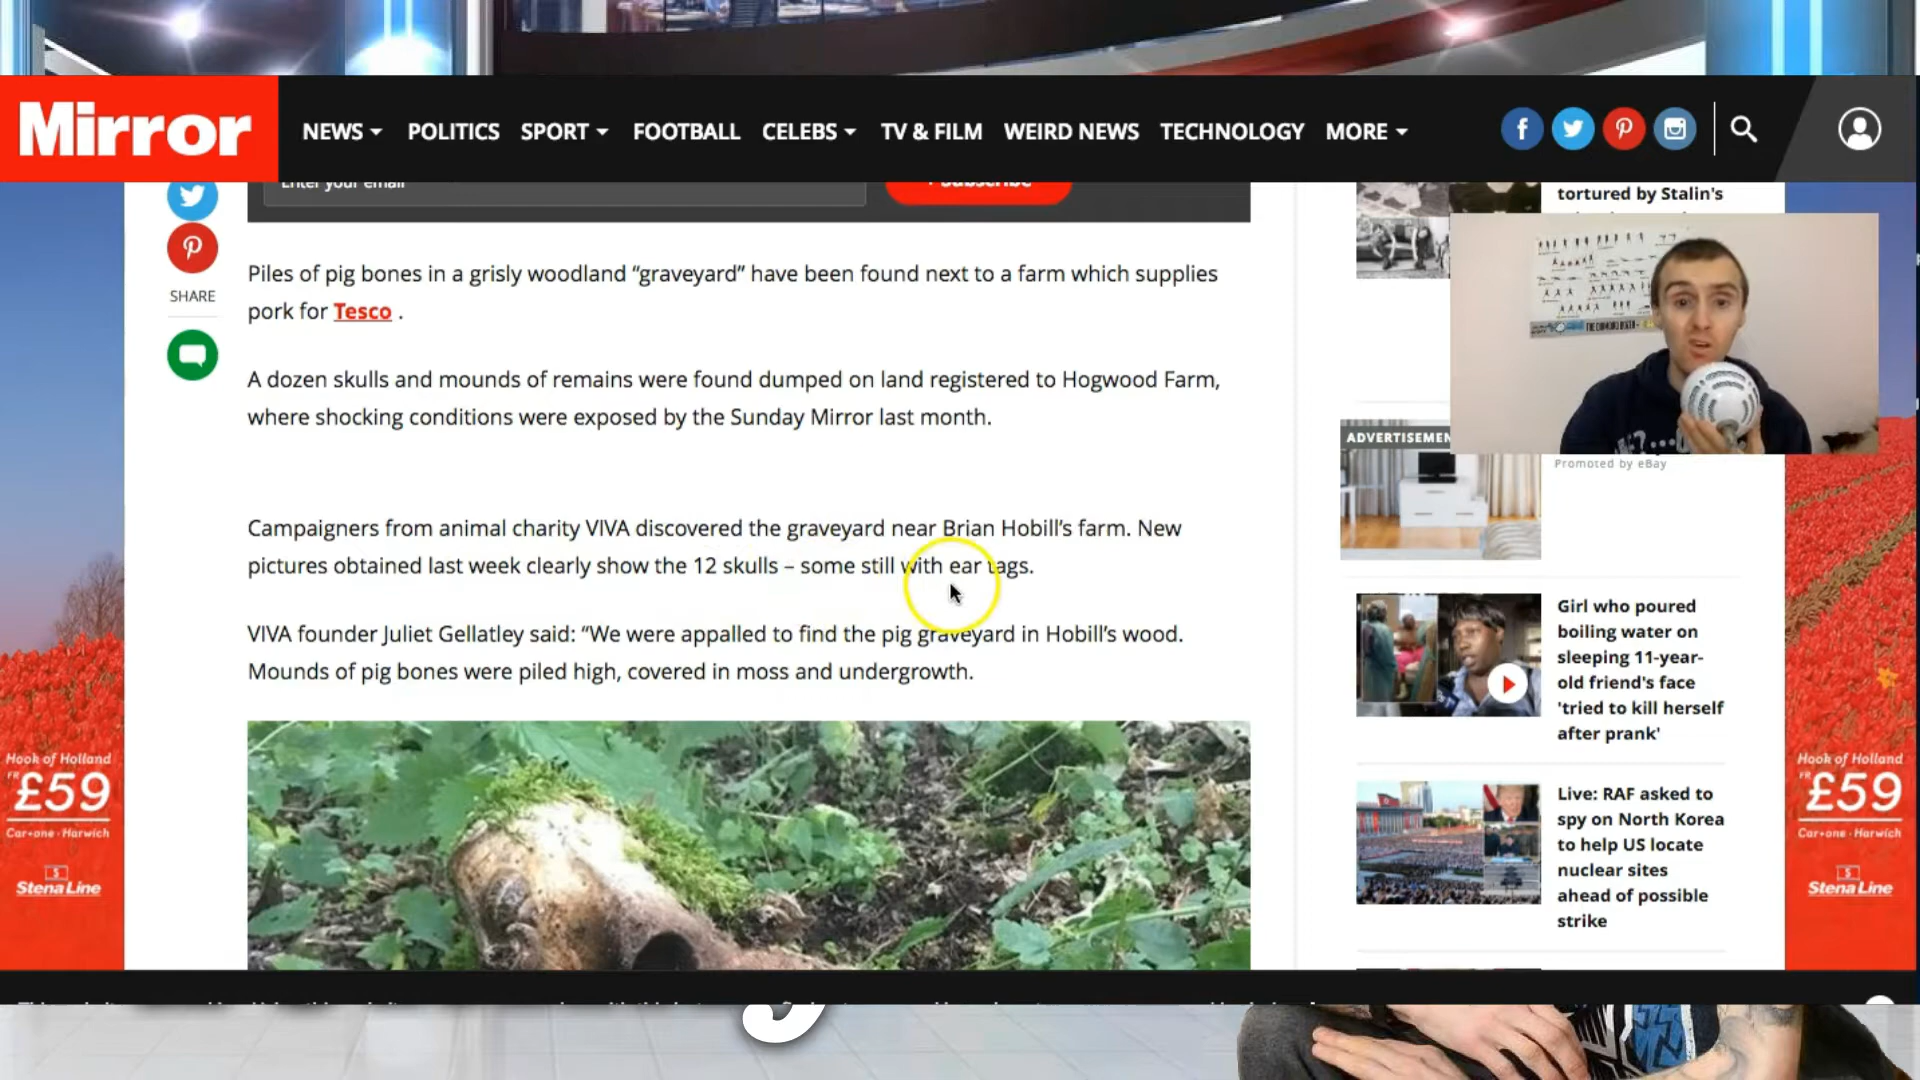 Mirror
NEWS POLITICS SPORT FOOTBALL CELEBS TV & FILM WEIRD NEWS TECHNOLOGY MORE
Enter your email
+ Subscribe
SHARE
Piles of pig bones in a grisly woodland “graveyard” have been found next to a farm which supplies
pork for Tesco .
A dozen skulls and mounds of remains were found dumped on land registered to Hogwood Farm,
where shocking conditions were exposed by the Sunday Mirror last month.
Campaigners from animal charity VIVA discovered the graveyard near Brian Hobill’s farm. New
pictures obtained last week clearly show the 12 skulls – some still with ear tags.
VIVA founder Juliet Gellatley said: “We were appalled to find the pig graveyard in Hobill’s wood.
Mounds of pig bones were piled high, covered in moss and undergrowth.
tortured by Stalin's
ADVERTISEMEN
Promoted by eBay
Girl who poured
boiling water on
sleeping 11-year-
old friend's face
'tried to kill herself
after prank'
Live: RAF asked to
spy on North Korea
to help US locate
nuclear sites
ahead of possible
strike
Hook of Holland
FR £59
Car+one · Harwich
Stena Line
Hook of Holland
FR £59
Car+one · Harwich
Stena Line